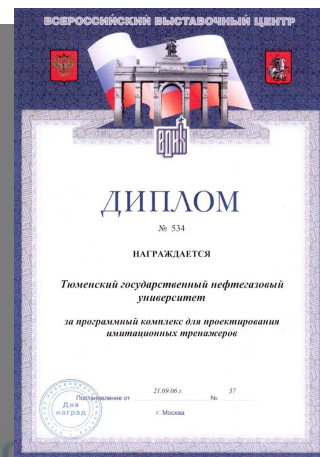 ВСЕРОССИЙСКИЙ ВЫСТАВОЧНЫЙ ЦЕНТР
ВДНХ
ДИПЛОМ
№ 534
НАГРАЖДАЕТСЯ
Тюменский государственный нефтегазовый
университет
за программный комплекс для проектирования
имитационных тренажеров
Постановление от 21.09.06 г. № 57
г. Москва
Для
наград